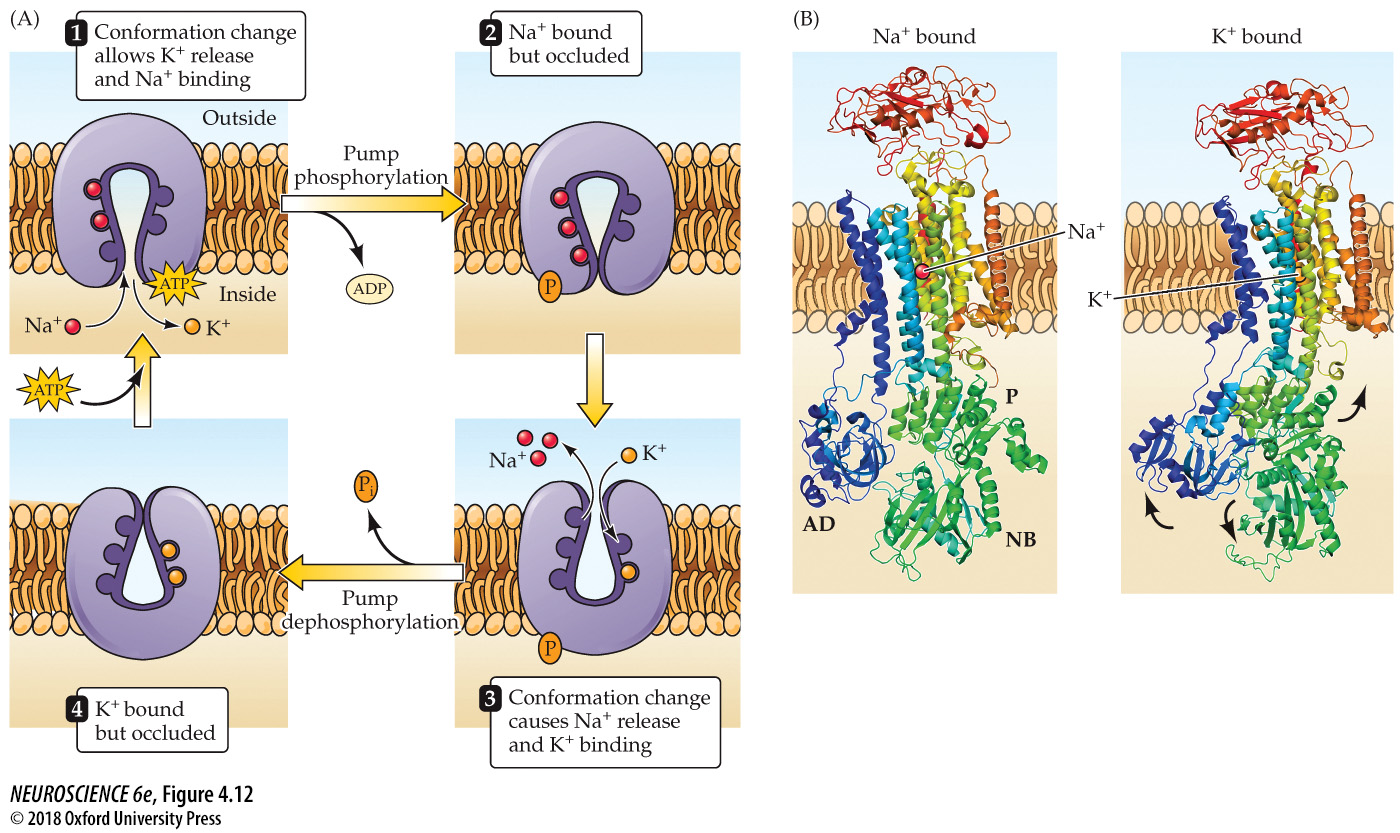 (A)
1 Conformation change
allows K⁺ release
and Na⁺ binding
Outside
ATP
Inside
Na⁺
K⁺
Pump
phosphorylation
ADP
2 Na⁺ bound
but occluded
P
Na⁺
K⁺
P
3 Conformation change
causes Na⁺ release
and K⁺ binding
Pᵢ
Pump
dephosphorylation
4 K⁺ bound
but occluded
ATP
(B)
Na⁺ bound
K⁺ bound
Na⁺
K⁺
P
AD
NB
NEUROSCIENCE 6e, Figure 4.12
© 2018 Oxford University Press